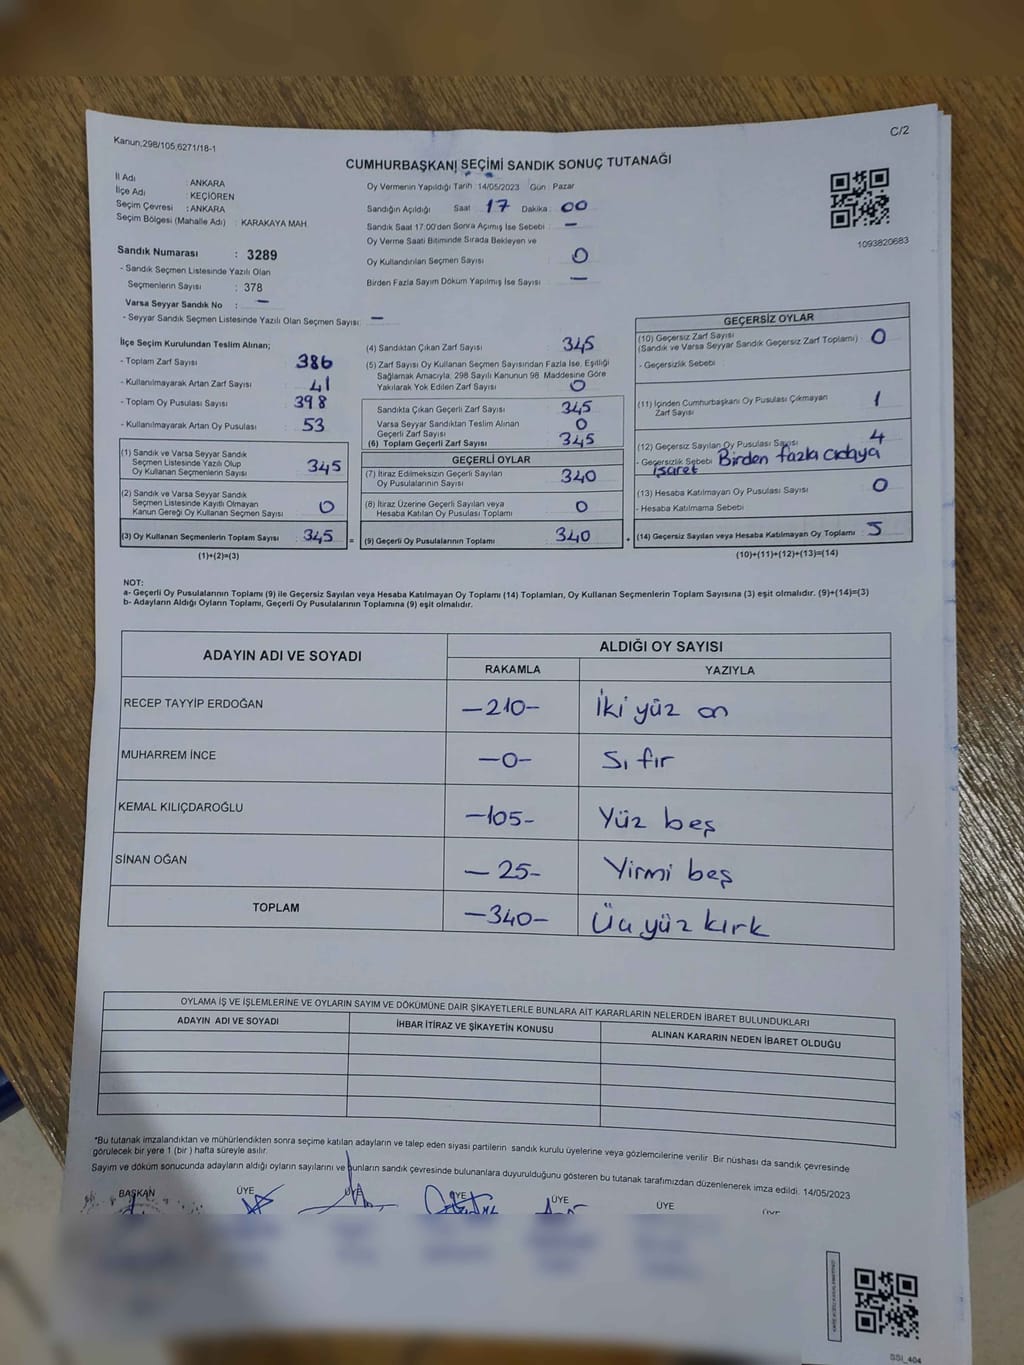 Kanun;298/105,6271/18-1
C/2
CUMHURBAŞKANI SEÇİMİ SANDIK SONUÇ TUTANAĞI
İl Adı : ANKARA
İlçe Adı : KEÇİÖREN
Seçim Çevresi : ANKARA
Seçim Bölgesi (Mahalle Adı) : KARAKAYA MAH.
Sandık Numarası : 3289
- Sandık Seçmen Listesinde Yazılı Olan
Seçmenlerin Sayısı : 378
Varsa Seyyar Sandık No : —
- Seyyar Sandık Seçmen Listesinde Yazılı Olan Seçmen Sayısı: —
Oy Vermenin Yapıldığı Tarih : 14/05/2023 Gün : Pazar
Sandığın Açıldığı Saat 17 Dakika : 00
Sandık Saat 17.00'den Sonra Açımış İse Sebebi : —
Oy Verme Saati Bitiminde Sırada Bekleyen ve
Oy Kullandırılan Seçmen Sayısı : 0
Birden Fazla Sayım Döküm Yapılmış İse Sayısı : —
1093820683
İlçe Seçim Kurulundan Teslim Alınan;
- Toplam Zarf Sayısı : 386
- Kullanılmayarak Artan Zarf Sayısı : 41
- Toplam Oy Pusulası Sayısı : 398
- Kullanılmayarak Artan Oy Pusulası : 53
(1) Sandık ve Varsa Seyyar Sandık
Seçmen Listesinde Yazılı Olup
Oy Kullanan Seçmenlerin Sayısı : 345
(2) Sandık ve Varsa Seyyar Sandık
Seçmen Listesinde Kayıtlı Olmayan
Kanun Gereği Oy Kullanan Seçmen Sayısı : 0
(3) Oy Kullanan Seçmenlerin Toplam Sayısı : 345 =
(1)+(2)=(3)
(4) Sandıktan Çıkan Zarf Sayısı : 345
(5) Zarf Sayısı Oy Kullanan Seçmen Sayısından Fazla İse, Eşitliği
Sağlamak Amacıyla, 298 Sayılı Kanunun 98. Maddesine Göre
Yakılarak Yok Edilen Zarf Sayısı : 0
Sandıkta Çıkan Geçerli Zarf Sayısı : 345
Varsa Seyyar Sandıktan Teslim Alınan
Geçerli Zarf Sayısı : 0
(6) Toplam Geçerli Zarf Sayısı : 345
GEÇERLİ OYLAR
(7) İtiraz Edilmeksizin Geçerli Sayılan
Oy Pusulalarının Sayısı : 340
(8) İtiraz Üzerine Geçerli Sayılan veya
Hesaba Katılan Oy Pusulası Toplamı : 0
(9) Geçerli Oy Pusulalarının Toplamı : 340 +
GEÇERSİZ OYLAR
(10) Geçersiz Zarf Sayısı
(Sandık ve Varsa Seyyar Sandık Geçersiz Zarf Toplamı) : 0
- Geçersizlik Sebebi :
(11) İçinden Cumhurbaşkanı Oy Pusulası Çıkmayan
Zarf Sayısı : 1
(12) Geçersiz Sayılan Oy Pusulası Sayısı : 4
- Geçersizlik Sebebi : Birden fazla adaya
işaret
(13) Hesaba Katılmayan Oy Pusulası Sayısı : 0
- Hesaba Katılmama Sebebi :
(14) Geçersiz Sayılan veya Hesaba Katılmayan Oy Toplamı : 5
(10)+(11)+(12)+(13)=(14)
NOT:
a- Geçerli Oy Pusulalarının Toplamı (9) ile Geçersiz Sayılan veya Hesaba Katılmayan Oy Toplamı (14) Toplamları, Oy Kullanan Seçmenlerin Toplam Sayısına (3) eşit olmalıdır. (9)+(14)=(3)
b- Adayların Aldığı Oyların Toplamı, Geçerli Oy Pusulalarının Toplamına (9) eşit olmalıdır.
ADAYIN ADI VE SOYADI
ALDIĞI OY SAYISI
RAKAMLA YAZIYLA
RECEP TAYYİP ERDOĞAN —210— İki yüz on
MUHARREM İNCE —0— Sıfır
KEMAL KILIÇDAROĞLU —105— Yüz beş
SİNAN OĞAN —25— Yirmi beş
TOPLAM —340— Üç yüz kırk
OYLAMA İŞ VE İŞLEMLERİNE VE OYLARIN SAYIM VE DÖKÜMÜNE DAİR ŞİKAYETLERLE BUNLARA AİT KARARLARIN NELERDEN İBARET BULUNDUKLARI
ADAYIN ADI VE SOYADI İHBAR İTİRAZ VE ŞİKAYETİN KONUSU ALINAN KARARIN NEDEN İBARET OLDUĞU
*Bu tutanak imzalandıktan ve mühürlendikten sonra seçime katılan adayların ve talep eden siyasi partilerin sandık kurulu üyelerine veya gözlemcilerine verilir. Bir nüshası da sandık çevresinde
görülecek bir yere 1 (bir ) hafta süreyle asılır.
Sayım ve döküm sonucunda adayların aldığı oyların sayılarını ve bunların sandık çevresinde bulunanlara duyurulduğunu gösteren bu tutanak tarafımızdan düzenlenerek imza edildi. 14/05/2023
BAŞKAN ÜYE ÜYE ÜYE ÜYE ÜYE ÜYE
SSI_404